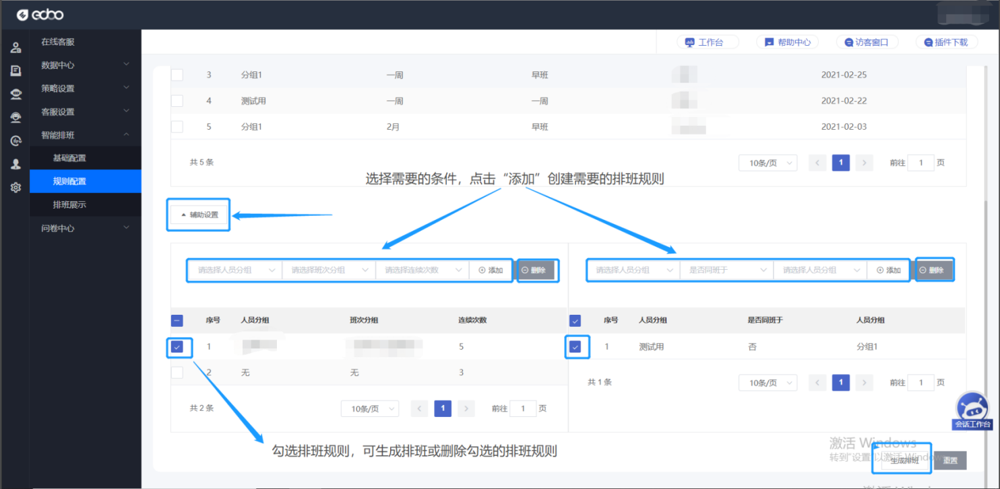 echo
工作台 帮助中心 访客窗口 插件下载
在线客服
数据中心
策略设置
客服设置
智能排班
基础配置
规则配置
排班展示
问卷中心
3 分组1 一周 早班 2021-02-25
4 测试用 一周 一周 2021-02-22
5 分组1 2月 早班 2021-02-03
共 5 条 10条/页 1 前往 1 页
选择需要的条件，点击“添加”创建需要的排班规则
辅助设置
请选择人员分组 请选择班次分组 请选择连续次数 添加 删除
请选择人员分组 是否同班于 请选择人员分组 添加 删除
序号 人员分组 班次分组 连续次数
1 5
2 无 无 3
共 2 条 10条/页 1 前往 1 页
序号 人员分组 是否同班于 人员分组
1 测试用 否 分组1
共 1 条 10条/页 1 前往 1 页
会话工作台
勾选排班规则，可生成排班或删除勾选的排班规则
激活 Windows
转到“设置”以激活 Windows
生成排班 重置